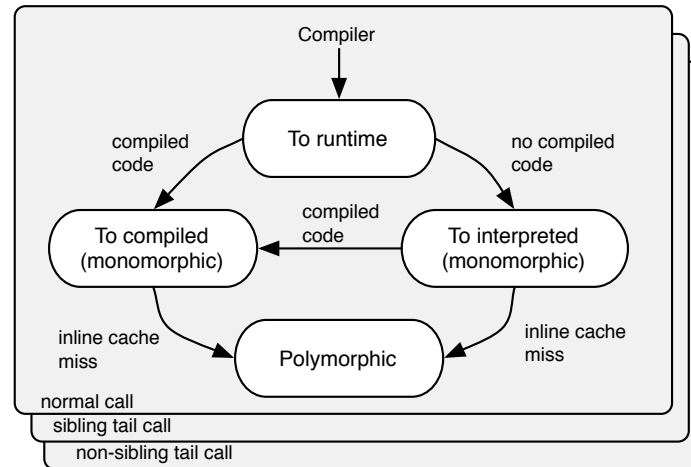 Compiler
To runtime
compiled
code
no compiled
code
To compiled
(monomorphic)
compiled
code
To interpreted
(monomorphic)
inline cache
miss
Polymorphic
inline cache
miss
normal call
sibling tail call
non-sibling tail call